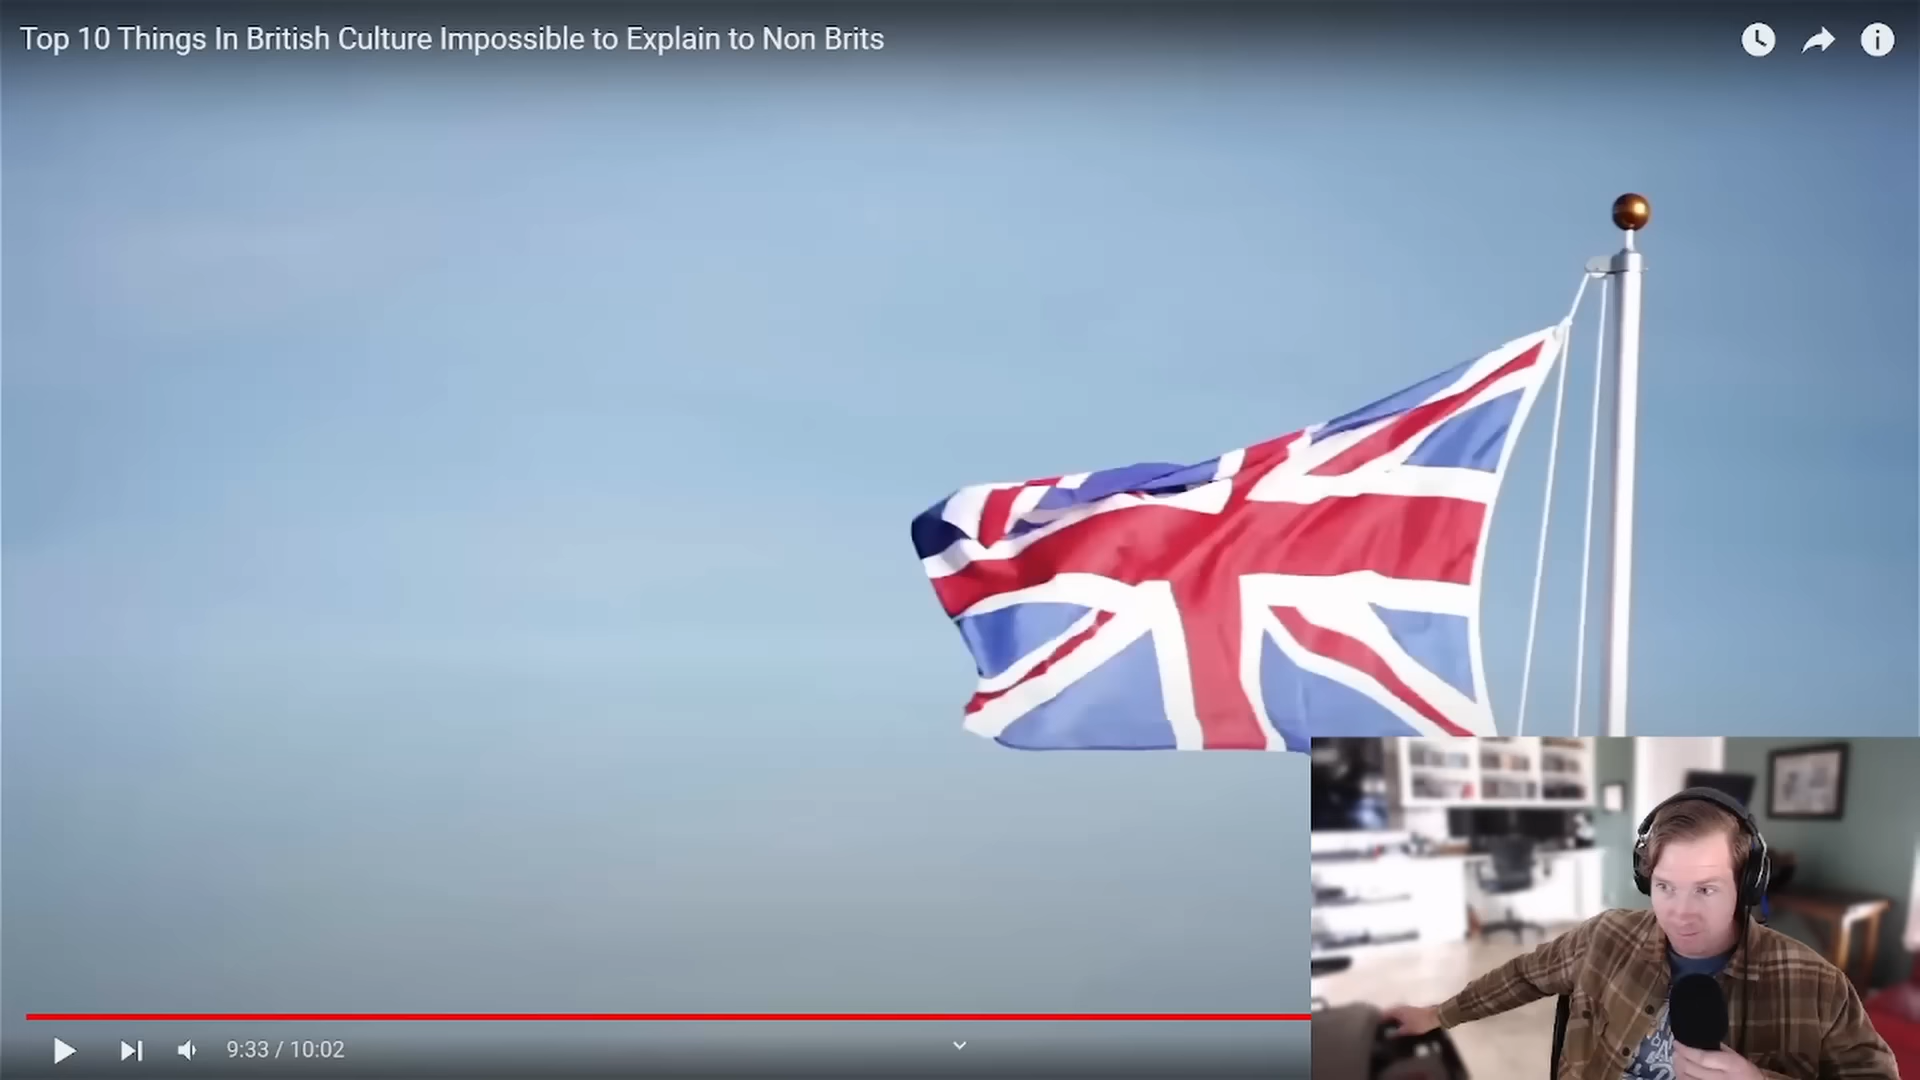 Top 10 Things In British Culture Impossible to Explain to Non Brits
9:33 / 10:02